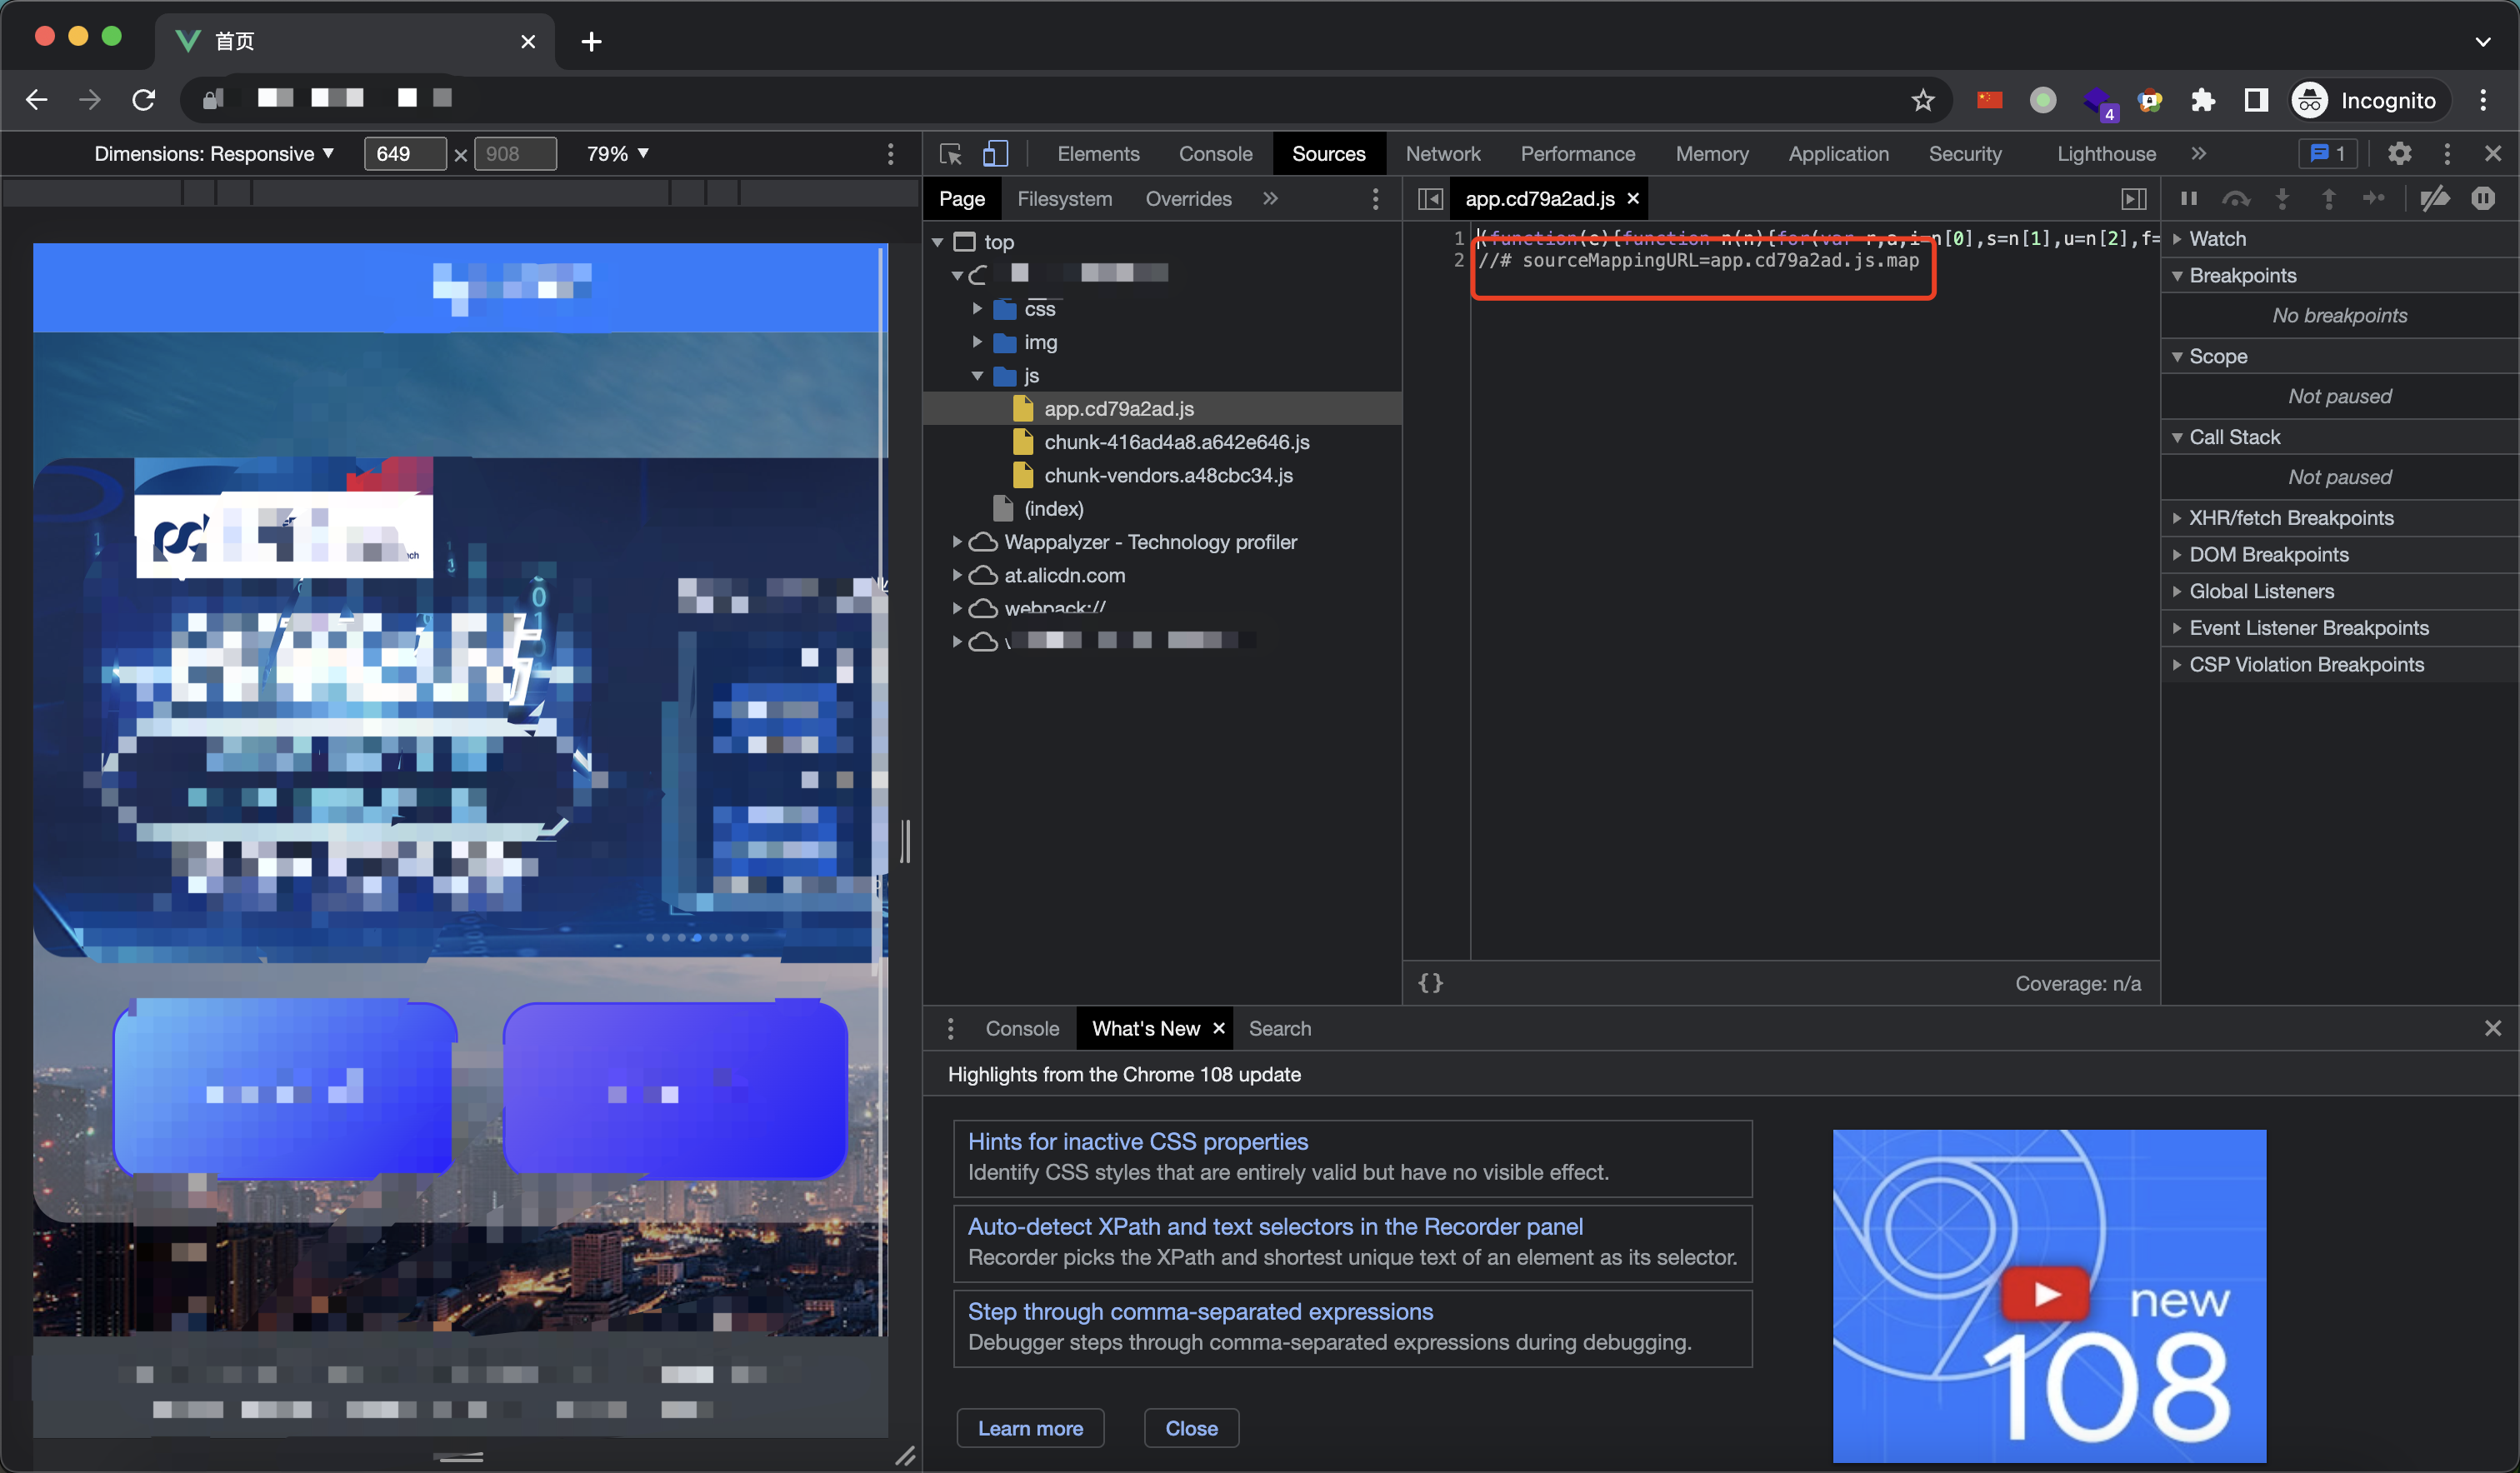 首页
Incognito
4
Dimensions: Responsive ▼
649 × 908
79% ▼
Elements
Console
Sources
Network
Performance
Memory
Application
Security
Lighthouse
1
Page
Filesystem
Overrides
app.cd79a2ad.js
top
css
img
js
app.cd79a2ad.js
chunk-416ad4a8.a642e646.js
chunk-vendors.a48cbc34.js
(index)
Wappalyzer - Technology profiler
at.alicdn.com
webpack://
1 (function(e){function n(n){for(var r,a,i=n[0],s=n[1],u=n[2],f=
2 //# sourceMappingURL=app.cd79a2ad.js.map
{}
Coverage: n/a
Watch
Breakpoints
No breakpoints
Scope
Not paused
Call Stack
Not paused
XHR/fetch Breakpoints
DOM Breakpoints
Global Listeners
Event Listener Breakpoints
CSP Violation Breakpoints
Console
What's New
Search
Highlights from the Chrome 108 update
Hints for inactive CSS properties
Identify CSS styles that are entirely valid but have no visible effect.
Auto-detect XPath and text selectors in the Recorder panel
Recorder picks the XPath and shortest unique text of an element as its selector.
Step through comma-separated expressions
Debugger steps through comma-separated expressions during debugging.
Learn more
Close
new
108